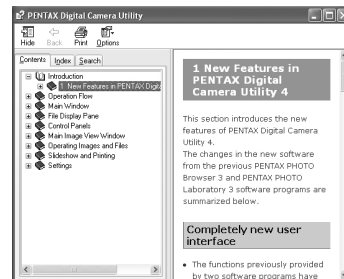 PENTAX Digital Camera Utility
Hide Back Print Options
Contents Index Search
Introduction
1 New Features in PENTAX Digita
Operation Flow
Main Window
File Display Pane
Control Panels
Main Image View Window
Operating Images and Files
Slideshow and Printing
Settings
1 New Features in
PENTAX Digital
Camera Utility 4
This section introduces the new
features of PENTAX Digital Camera
Utility 4.
The changes in the new software
from the previous PENTAX PHOTO
Browser 3 and PENTAX PHOTO
Laboratory 3 software programs are
summarized below.
Completely new user
interface
• The functions previously provided
by two software programs have